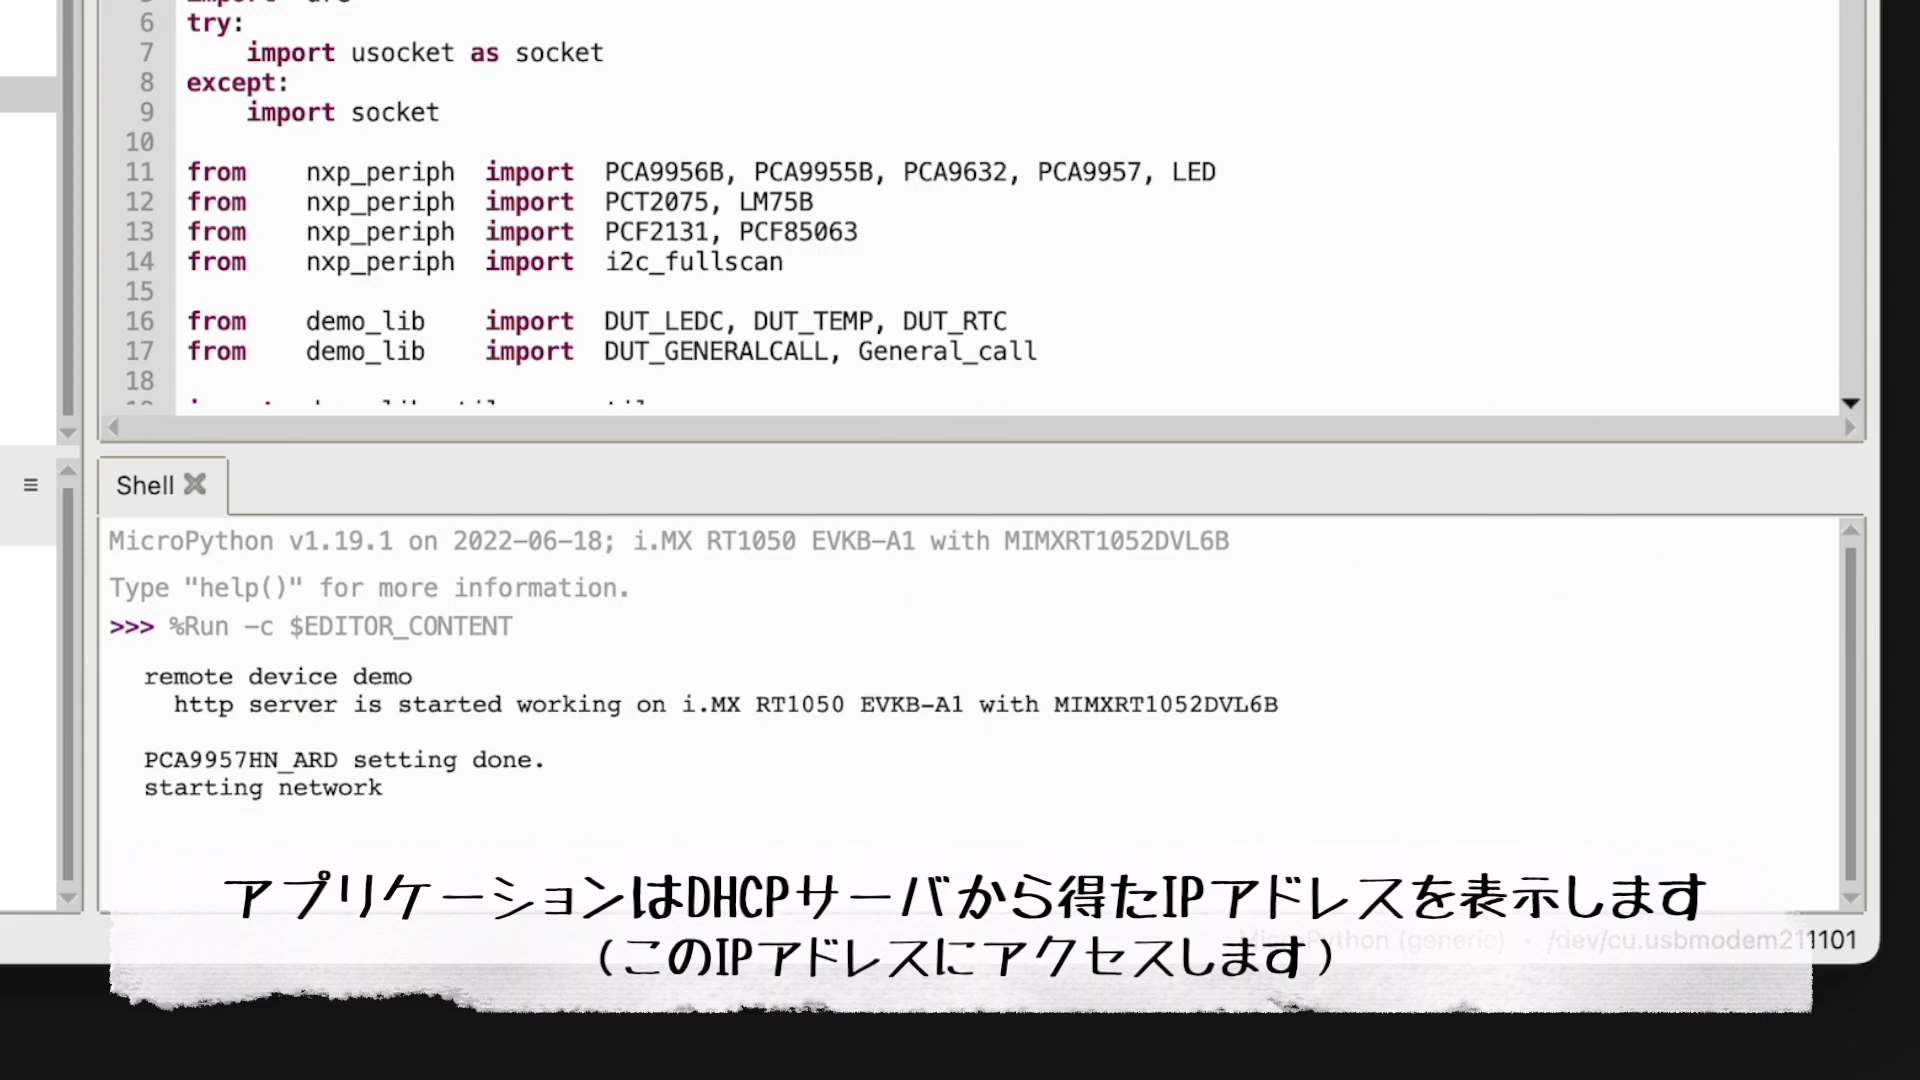 6 try:
7 import usocket as socket
8 except:
9 import socket
10
11 from nxp_periph import PCA9956B, PCA9955B, PCA9632, PCA9957, LED
12 from nxp_periph import PCT2075, LM75B
13 from nxp_periph import PCF2131, PCF85063
14 from nxp_periph import i2c_fullscan
15
16 from demo_lib import DUT_LEDC, DUT_TEMP, DUT_RTC
17 from demo_lib import DUT_GENERALCALL, General_call
18
Shell
MicroPython v1.19.1 on 2022-06-18; i.MX RT1050 EVKB-A1 with MIMXRT1052DVL6B
Type "help()" for more information.
>>> %Run -c $EDITOR_CONTENT
remote device demo
http server is started working on i.MX RT1050 EVKB-A1 with MIMXRT1052DVL6B
PCA9957HN_ARD setting done.
starting network
アプリケーションはDHCPサーバから得たIPアドレスを表示します
(このIPアドレスにアクセスします)
MicroPython (generic) • /dev/cu.usbmodem211101